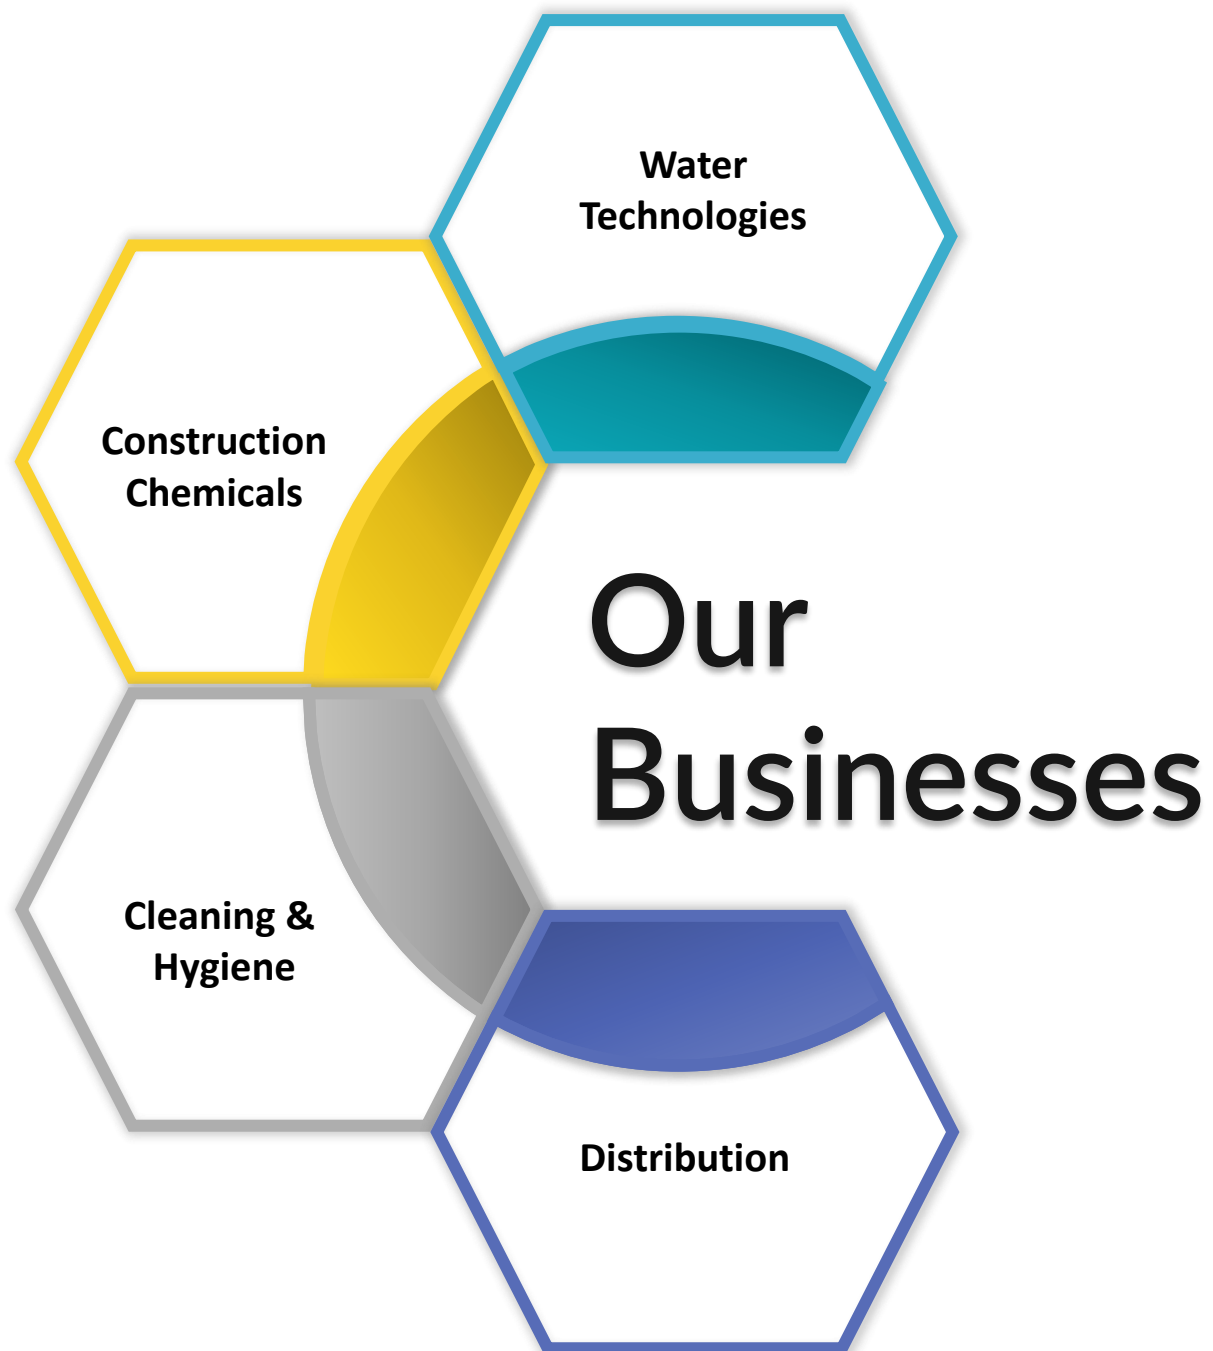 Water
Technologies
Construction
Chemicals
Our
Businesses
Cleaning &
Hygiene
Distribution